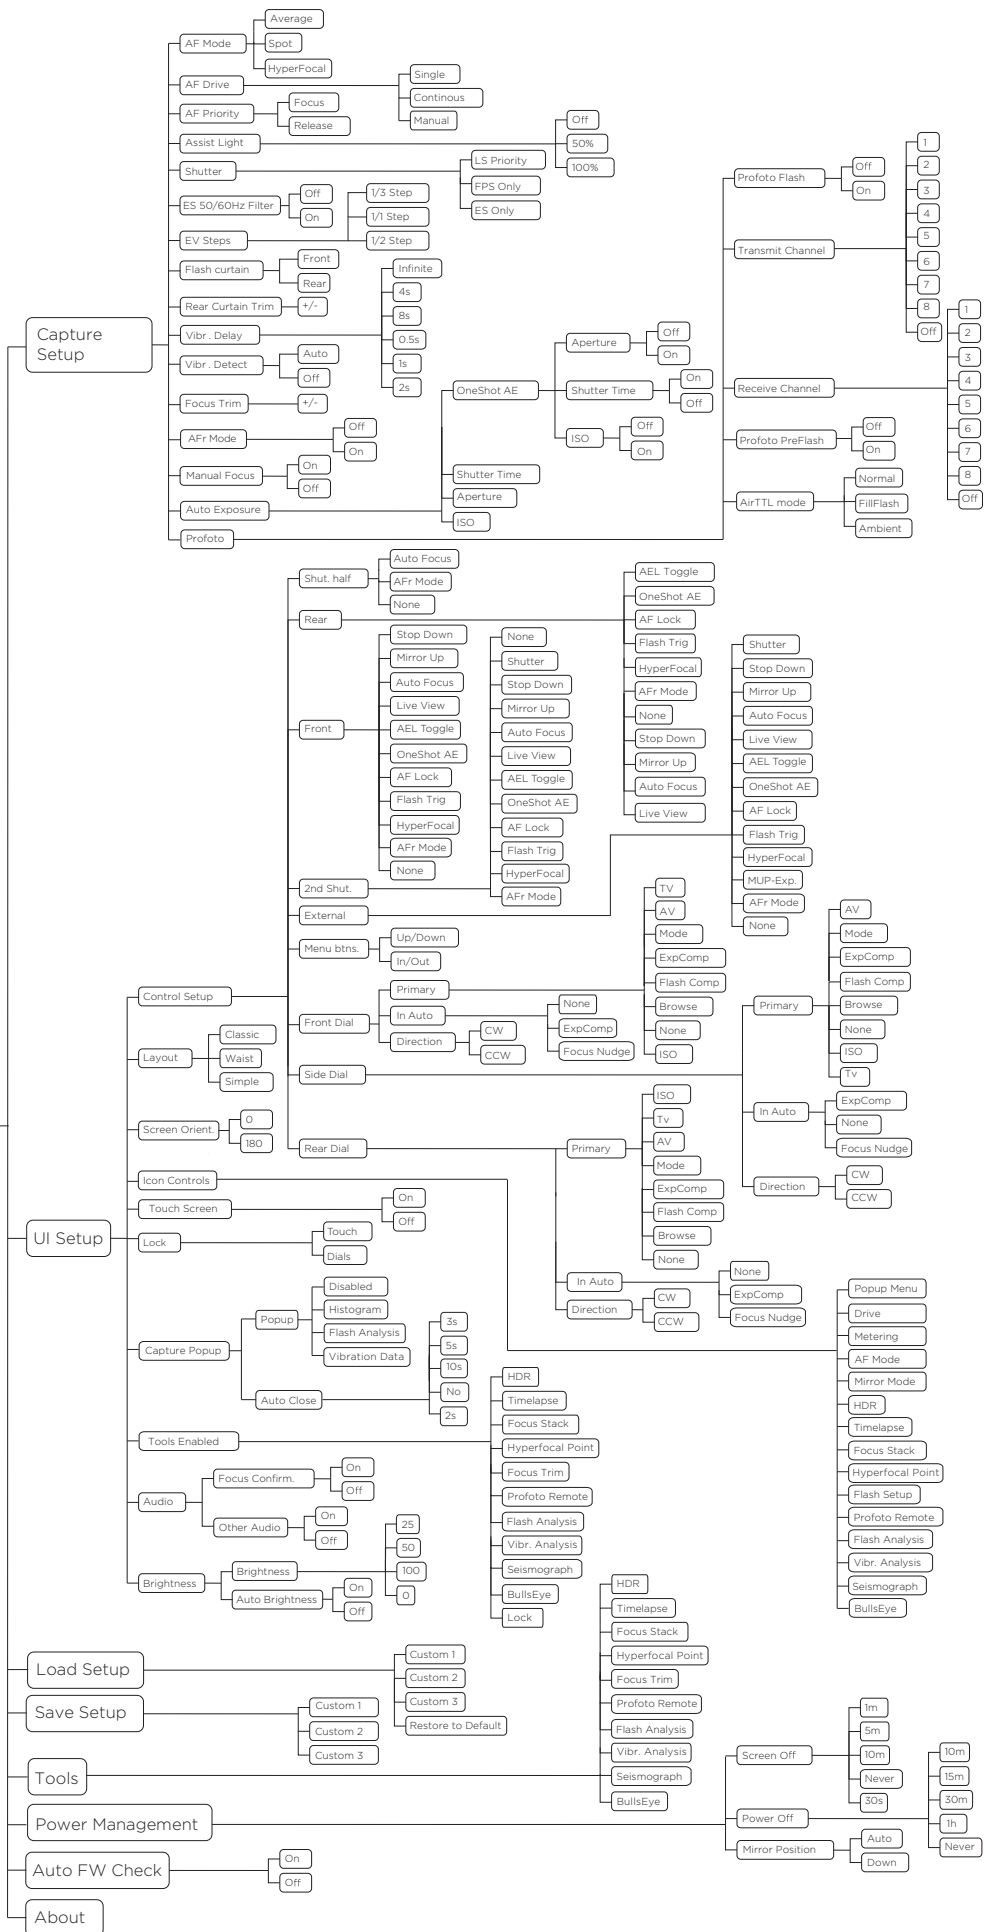 Capture
Setup
AF Mode
Average
Spot
HyperFocal
AF Drive
Single
Continous
Manual
AF Priority
Focus
Release
Assist Light
Off
50%
100%
Shutter
LS Priority
FPS Only
ES Only
ES 50/60Hz Filter
Off
On
EV Steps
1/3 Step
1/1 Step
1/2 Step
Flash curtain
Front
Rear
Rear Curtain Trim
+/-
Vibr. Delay
Infinite
4s
8s
0.5s
1s
2s
Vibr . Detect
Auto
Off
Focus Trim
+/-
AFr Mode
Off
On
Manual Focus
On
Off
Auto Exposure
OneShot AE
Aperture
Off
On
Shutter Time
On
Off
ISO
Off
On
Shutter Time
Aperture
ISO
Profoto
Profoto Flash
Off
On
Transmit Channel
1
2
3
4
5
6
7
8
Off
Receive Channel
1
2
3
4
5
6
7
8
Off
Profoto PreFlash
Off
On
AirTTL mode
Normal
FillFlash
Ambient
UI Setup
Control Setup
Shut. half
Auto Focus
AFr Mode
None
Rear
AEL Toggle
OneShot AE
AF Lock
Flash Trig
HyperFocal
AFr Mode
None
Stop Down
Mirror Up
Auto Focus
Live View
Front
Stop Down
Mirror Up
Auto Focus
Live View
AEL Toggle
OneShot AE
AF Lock
Flash Trig
HyperFocal
AFr Mode
None
2nd Shut.
None
Shutter
Stop Down
Mirror Up
Auto Focus
Live View
AEL Toggle
OneShot AE
AF Lock
Flash Trig
HyperFocal
AFr Mode
External
Shutter
Stop Down
Mirror Up
Auto Focus
Live View
AEL Toggle
OneShot AE
AF Lock
Flash Trig
HyperFocal
MUP-Exp.
AFr Mode
None
Menu btns.
Up/Down
In/Out
Front Dial
Primary
TV
AV
Mode
ExpComp
Flash Comp
Browse
None
ISO
In Auto
None
ExpComp
Focus Nudge
Direction
CW
CCW
Side Dial
Primary
AV
Mode
ExpComp
Flash Comp
Browse
None
ISO
Tv
In Auto
ExpComp
None
Focus Nudge
Direction
CW
CCW
Rear Dial
Primary
ISO
Tv
AV
Mode
ExpComp
Flash Comp
Browse
None
In Auto
None
ExpComp
Focus Nudge
Direction
CW
CCW
Layout
Classic
Waist
Simple
Screen Orient.
0
180
Icon Controls
Popup Menu
Drive
Metering
AF Mode
Mirror Mode
HDR
Timelapse
Focus Stack
Hyperfocal Point
Flash Setup
Profoto Remote
Flash Analysis
Vibr. Analysis
Seismograph
BullsEye
Touch Screen
On
Off
Lock
Touch
Dials
Capture Popup
Popup
Disabled
Histogram
Flash Analysis
Vibration Data
Auto Close
3s
5s
10s
No
2s
Tools Enabled
HDR
Timelapse
Focus Stack
Hyperfocal Point
Focus Trim
Profoto Remote
Flash Analysis
Vibr. Analysis
Seismograph
BullsEye
Lock
Audio
Focus Confirm.
On
Off
Other Audio
On
Off
Brightness
Brightness
25
50
100
0
Auto Brightness
On
Off
Load Setup
Custom 1
Custom 2
Custom 3
Restore to Default
Save Setup
Custom 1
Custom 2
Custom 3
Tools
HDR
Timelapse
Focus Stack
Hyperfocal Point
Focus Trim
Profoto Remote
Flash Analysis
Vibr. Analysis
Seismograph
BullsEye
Power Management
Screen Off
1m
5m
10m
Never
30s
Power Off
10m
15m
30m
1h
Never
Mirror Position
Auto
Down
Auto FW Check
On
Off
About